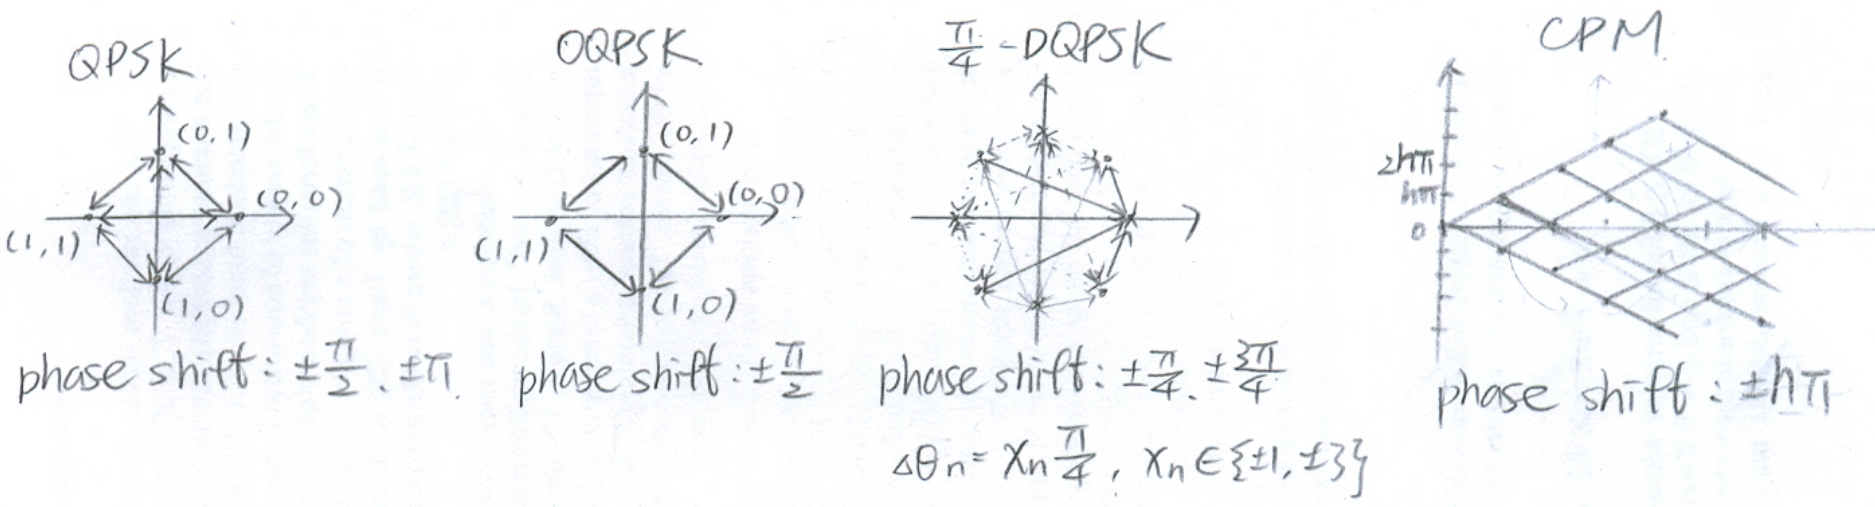 QPSK
(0,1)
(0,0)
(1,1)
(1,0)
phase shift: ±π/2, ±π.
OQPSK
(0,1)
(0,0)
(1,1)
(1,0)
phase shift: ±π/2
π/4 -DQPSK
phase shift: ±π/4, ±3π/4
Δθn = Xn π/4, Xn ∈ {±1, ±3}
CPM
2hπ
hπ
0
phase shift: ±hπ